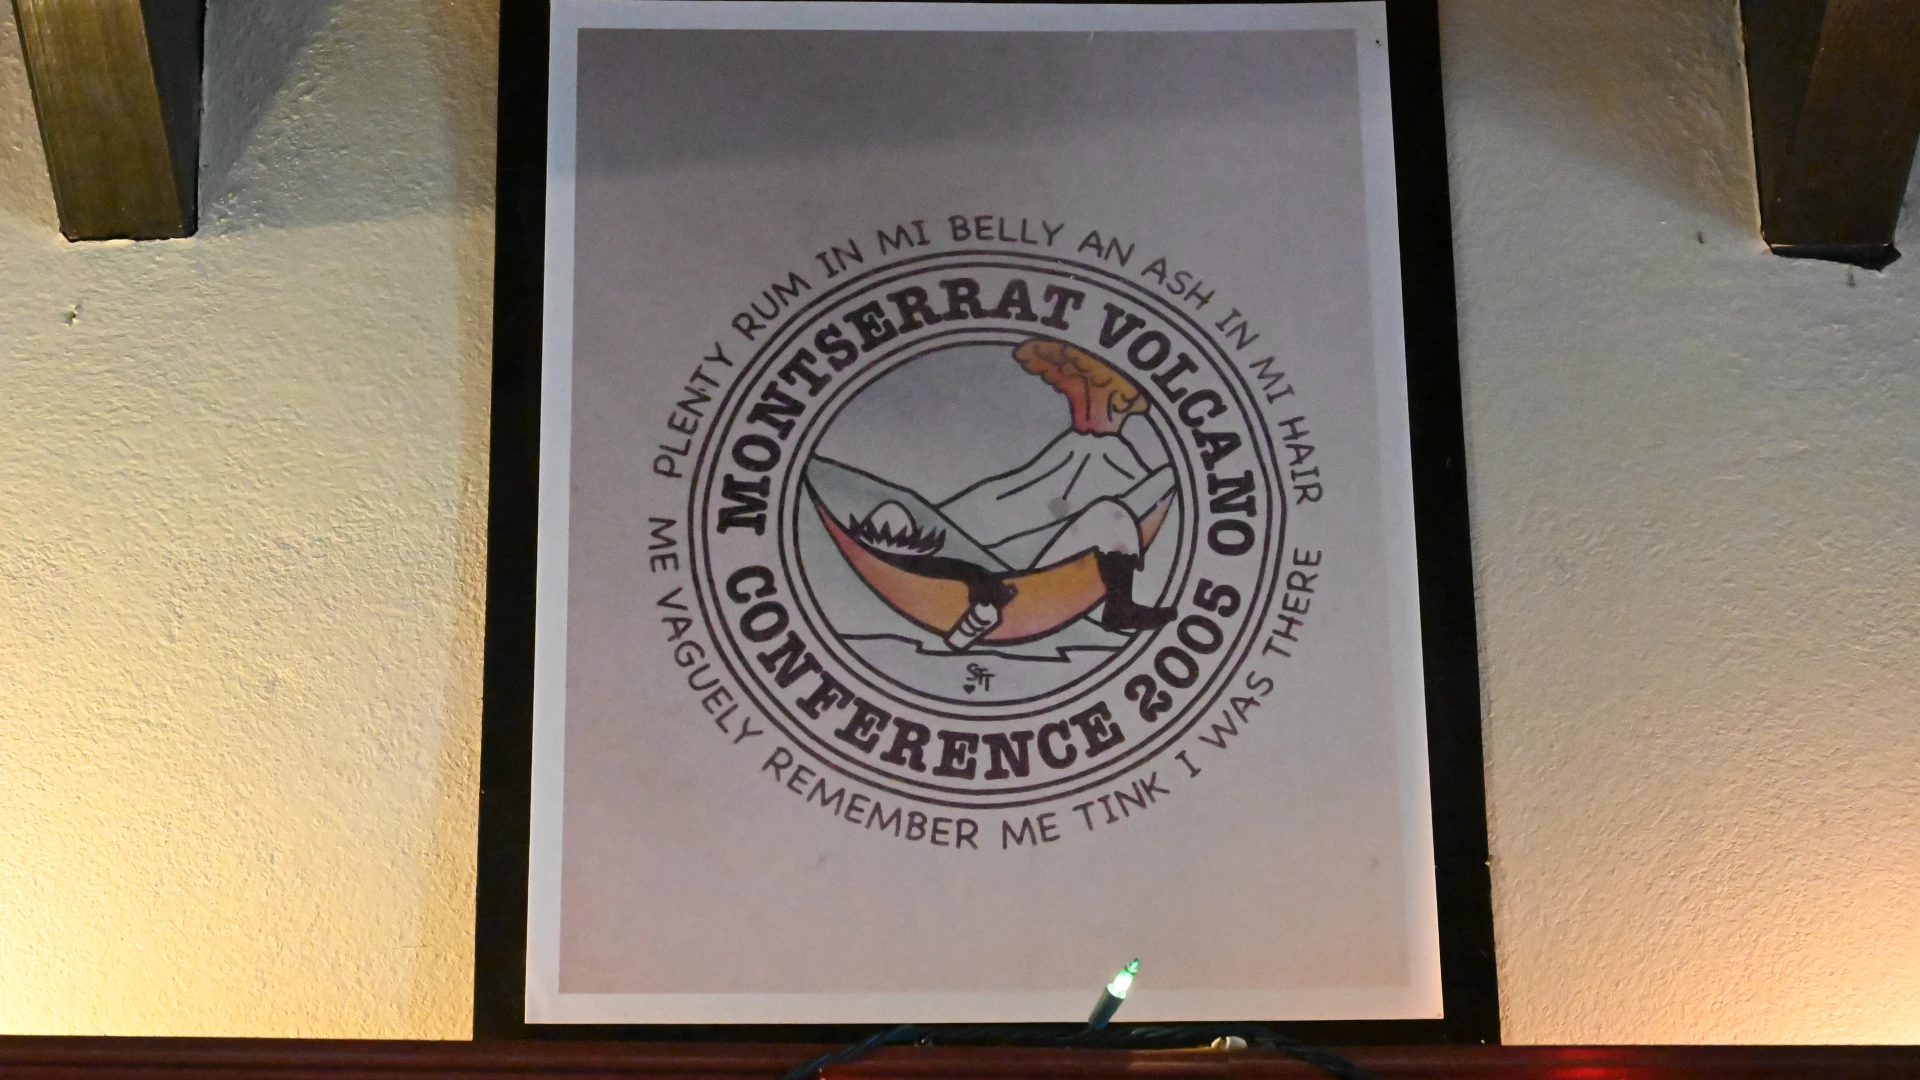 PLENTY RUM IN MI BELLY AN ASH IN MI HAIR
MONTSERRAT VOLCANO
CONFERENCE 2005
STT
ME VAGUELY REMEMBER ME TINK I WAS THERE